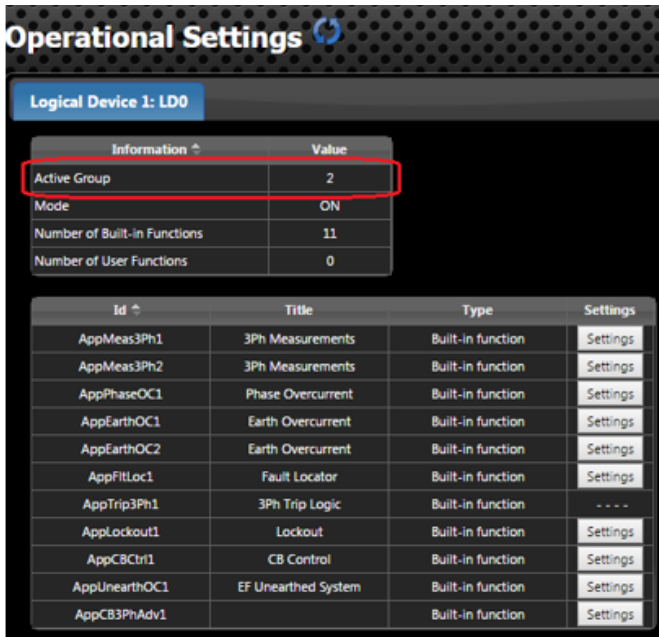 Operational Settings
Logical Device 1: LD0
Information Value
Active Group 2
Mode ON
Number of Built-in Functions 11
Number of User Functions 0
Id Title Type Settings
AppMeas3Ph1 3Ph Measurements Built-in function Settings
AppMeas3Ph2 3Ph Measurements Built-in function Settings
AppPhaseOC1 Phase Overcurrent Built-in function Settings
AppEarthOC1 Earth Overcurrent Built-in function Settings
AppEarthOC2 Earth Overcurrent Built-in function Settings
AppFltLoc1 Fault Locator Built-in function Settings
AppTrip3Ph1 3Ph Trip Logic Built-in function - - - -
AppLockout1 Lockout Built-in function Settings
AppCBCtrl1 CB Control Built-in function Settings
AppUnearthOC1 EF Unearthed System Built-in function Settings
AppCB3PhAdv1 Built-in function Settings